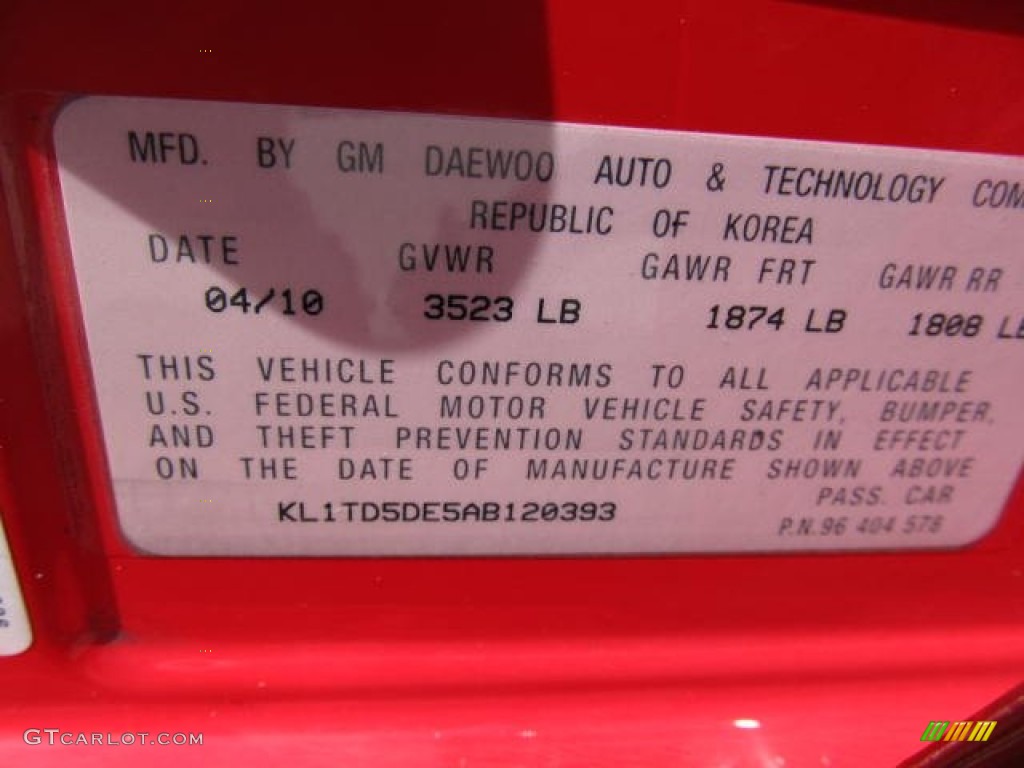 MFD. BY GM DAEWOO AUTO & TECHNOLOGY COM
REPUBLIC OF KOREA
DATE GVWR GAWR FRT GAWR RR
04/10 3523 LB 1874 LB 1808 LB
THIS VEHICLE CONFORMS TO ALL APPLICABLE
U.S. FEDERAL MOTOR VEHICLE SAFETY, BUMPER,
AND THEFT PREVENTION STANDARDS IN EFFECT
ON THE DATE OF MANUFACTURE SHOWN ABOVE
PASS. CAR
KL1TD5DE5AB120393
P.N.96 404 578
GTCARLOT.COM